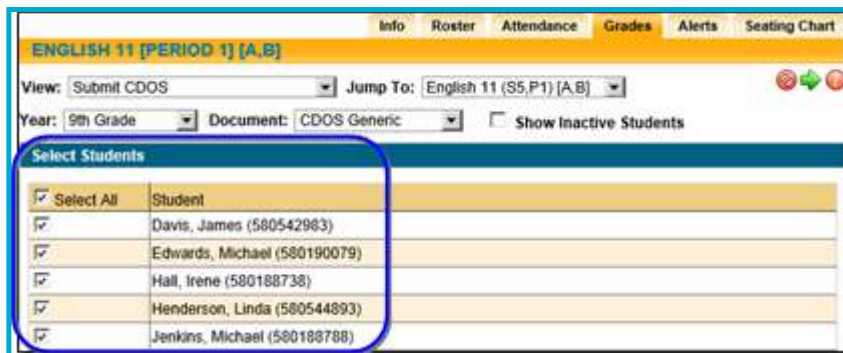 Info Roster Attendance Grades Alerts Seating Chart
ENGLISH 11 [PERIOD 1] [A,B]
View: Submit CDOS Jump To: English 11 (S5,P1) [A,B]
Year: 9th Grade Document: CDOS Generic Show Inactive Students
Select Students
Select All Student
Davis, James (580542983)
Edwards, Michael (580190079)
Hall, Irene (580188738)
Henderson, Linda (580544893)
Jenkins, Michael (580188788)